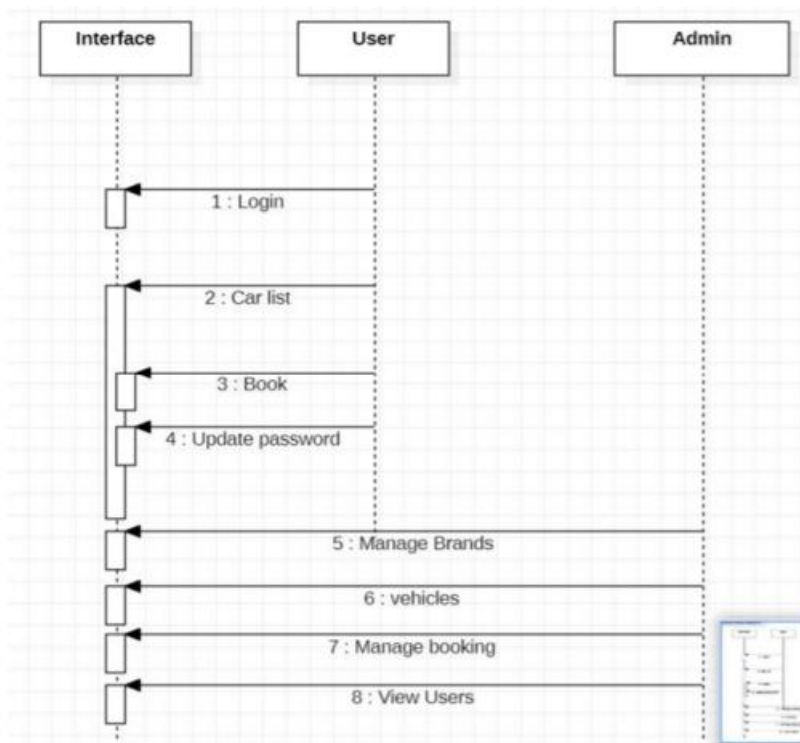 Interface
User
Admin
1 : Login
2 : Car list
3 : Book
4 : Update password
5 : Manage Brands
6 : vehicles
7 : Manage booking
8 : View Users